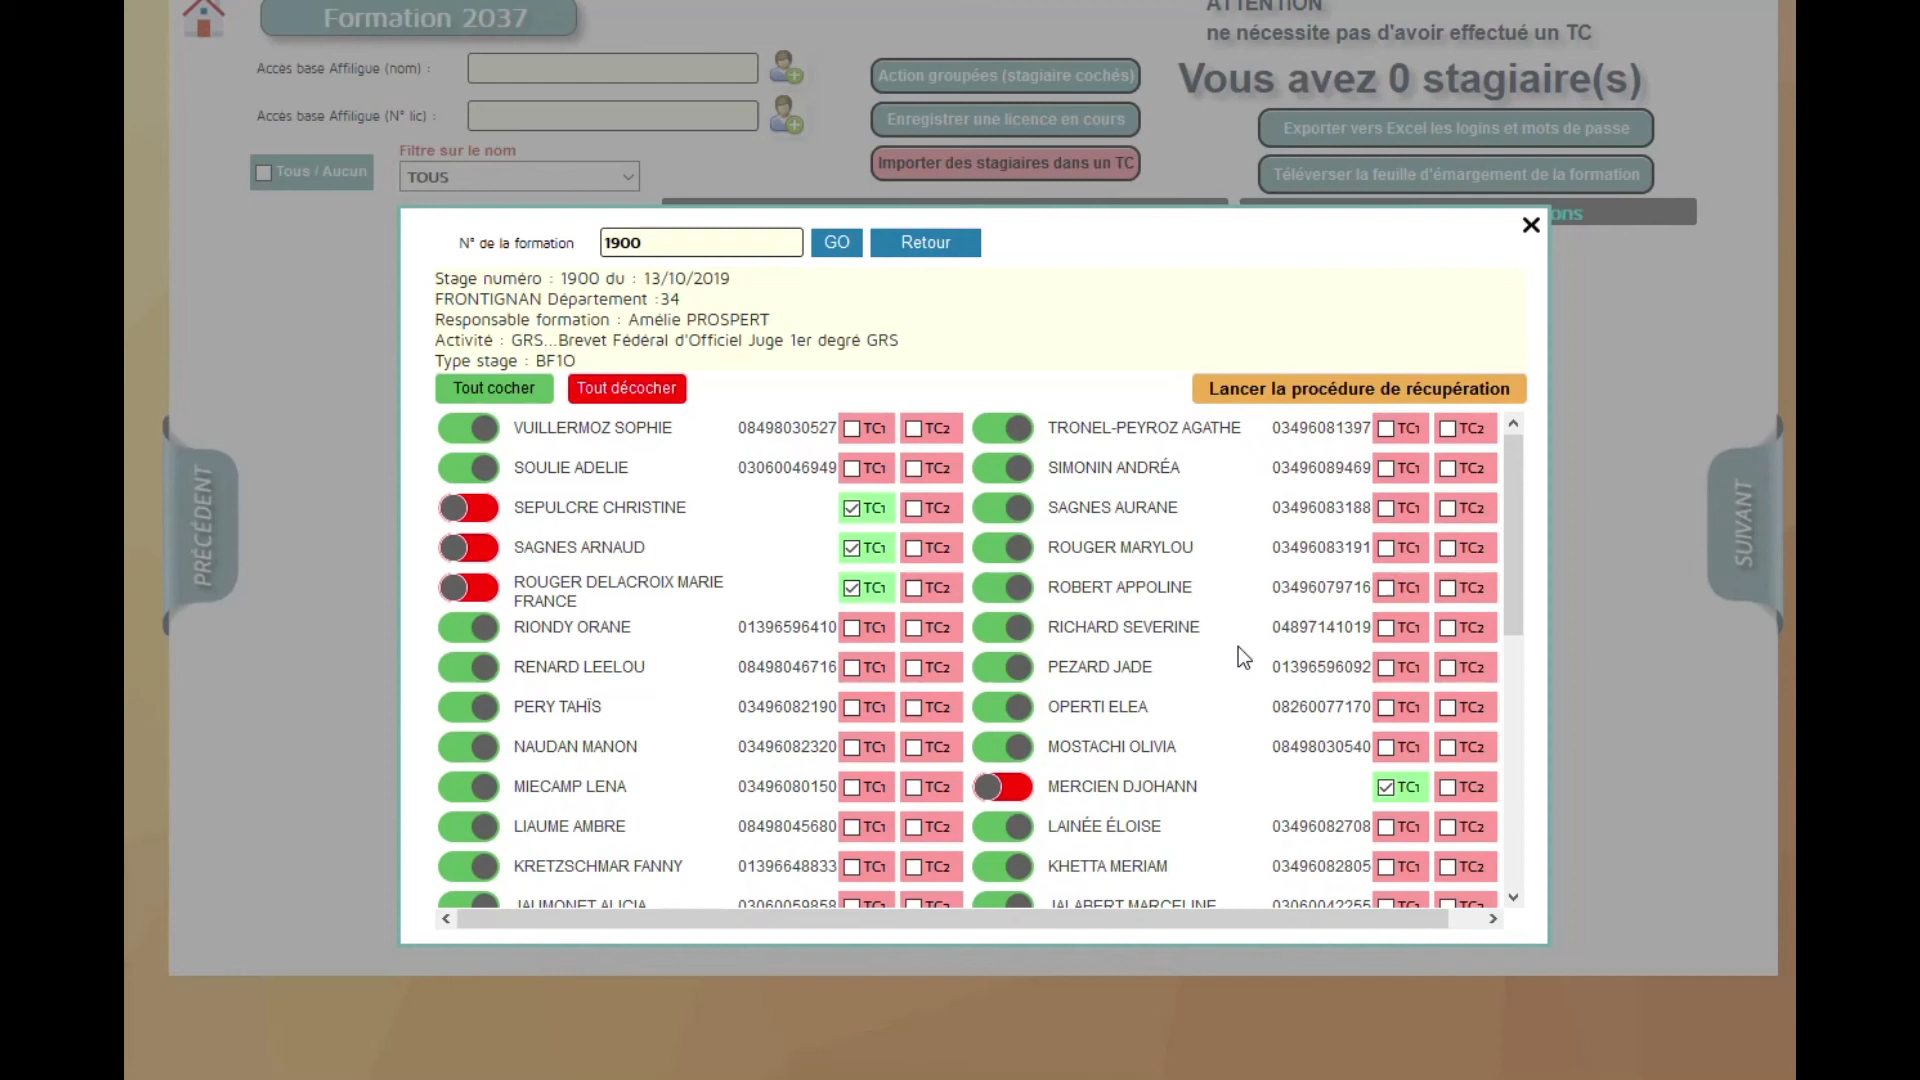 Formation 2037
ATTENTION
ne nécessite pas d'avoir effectué un TC
Accès base Affiligue (nom) :
Action groupées (stagiaire cochés)
Vous avez 0 stagiaire(s)
Accès base Affiligue (N° lic) :
Enregistrer une licence en cours
Exporter vers Excel les logins et mots de passe
Filtre sur le nom
Importer des stagiaires dans un TC
Tous / Aucun
TOUS
Téléverser la feuille d'émargement de la formation
ons
N° de la formation 1900 GO Retour
Stage numéro : 1900 du : 13/10/2019
FRONTIGNAN Département :34
Responsable formation : Amélie PROSPERT
Activité : GRS...Brevet Fédéral d'Officiel Juge 1er degré GRS
Type stage : BF1O
Tout cocher Tout décocher Lancer la procédure de récupération
VUILLERMOZ SOPHIE 08498030527 TC1 TC2 TRONEL-PEYROZ AGATHE 03496081397 TC1 TC2
SOULIE ADELIE 03060046949 TC1 TC2 SIMONIN ANDRÉA 03496089469 TC1 TC2
SEPULCRE CHRISTINE TC1 TC2 SAGNES AURANE 03496083188 TC1 TC2
SAGNES ARNAUD TC1 TC2 ROUGER MARYLOU 03496083191 TC1 TC2
ROUGER DELACROIX MARIE
FRANCE TC1 TC2 ROBERT APPOLINE 03496079716 TC1 TC2
RIONDY ORANE 01396596410 TC1 TC2 RICHARD SEVERINE 04897141019 TC1 TC2
RENARD LEELOU 08498046716 TC1 TC2 PEZARD JADE 01396596092 TC1 TC2
PERY TAHÏS 03496082190 TC1 TC2 OPERTI ELEA 08260077170 TC1 TC2
NAUDAN MANON 03496082320 TC1 TC2 MOSTACHI OLIVIA 08498030540 TC1 TC2
MIECAMP LENA 03496080150 TC1 TC2 MERCIEN DJOHANN TC1 TC2
LIAUME AMBRE 08498045680 TC1 TC2 LAINÉE ÉLOISE 03496082708 TC1 TC2
KRETZSCHMAR FANNY 01396648833 TC1 TC2 KHETTA MERIAM 03496082805 TC1 TC2
JAUMONET ALICIA 03060059858 TC1 TC2 JALABERT MARCELINE 03060042255 TC1 TC2
PRÉCÉDENT
SUIVANT